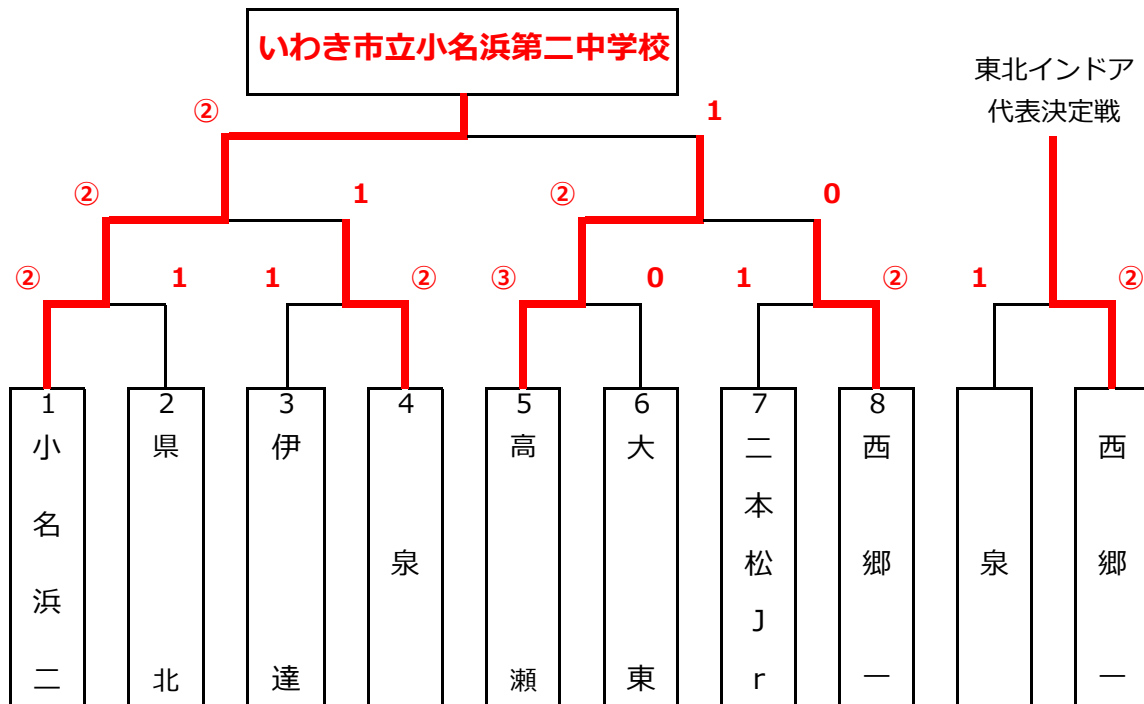 いわき市立小名浜第二中学校
東北インドア
代表決定戦
② 1
② 1 ② 0
② 1 1 ② ③ 0 1 ② 1 ②
1 2 3 4 5 6 7 8
小名浜二
県北
伊達
泉
高瀬
大東
二本松Jr
西郷一
泉
西郷一